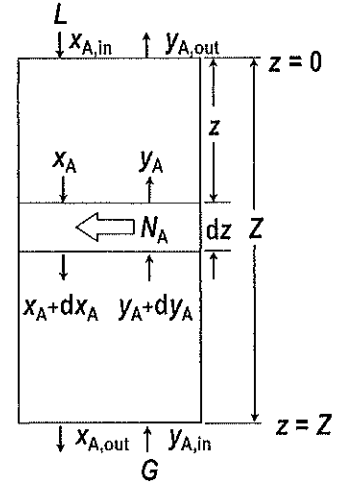 L
x_A,in y_A,out
z = 0
z
x_A y_A
N_A dz Z
x_A+dx_A y_A+dy_A
x_A,out y_A,in
z = Z
G